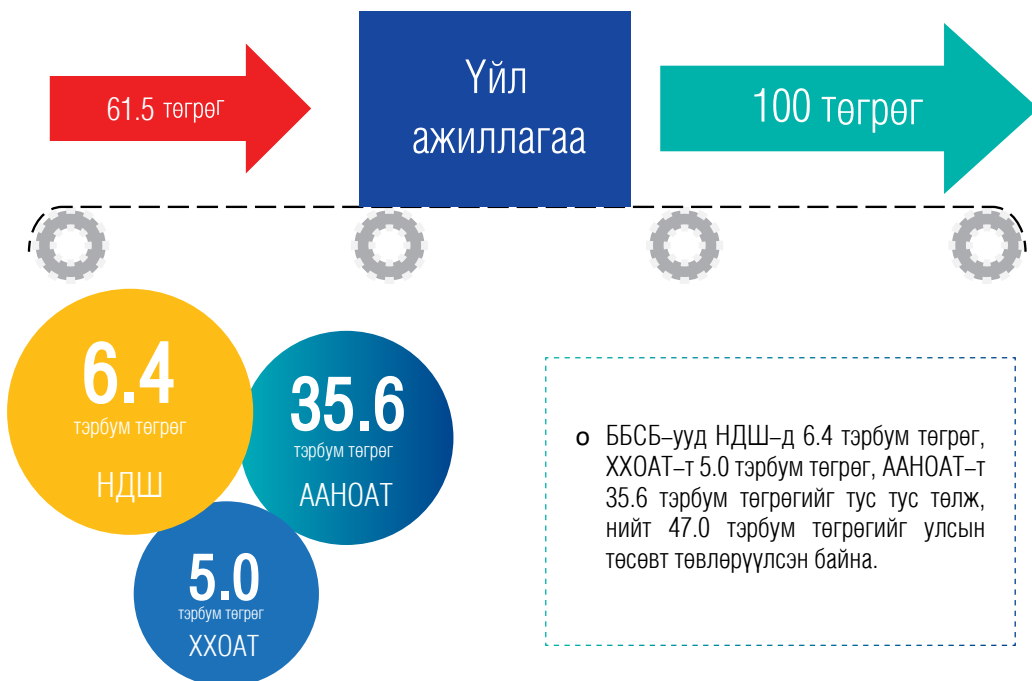 61.5 төгрөг
Үйл
ажиллагаа
100 төгрөг
6.4
тэрбум төгрөг
НДШ
35.6
тэрбум төгрөг
ААНОАТ
5.0
тэрбум төгрөг
ХХОАТ
o ББСБ–ууд НДШ–д 6.4 тэрбум төгрөг,
ХХОАТ–т 5.0 тэрбум төгрөг, ААНОАТ–т
35.6 тэрбум төгрөгийг тус тус төлж,
нийт 47.0 тэрбум төгрөгийг улсын
төсөвт төвлөрүүлсэн байна.